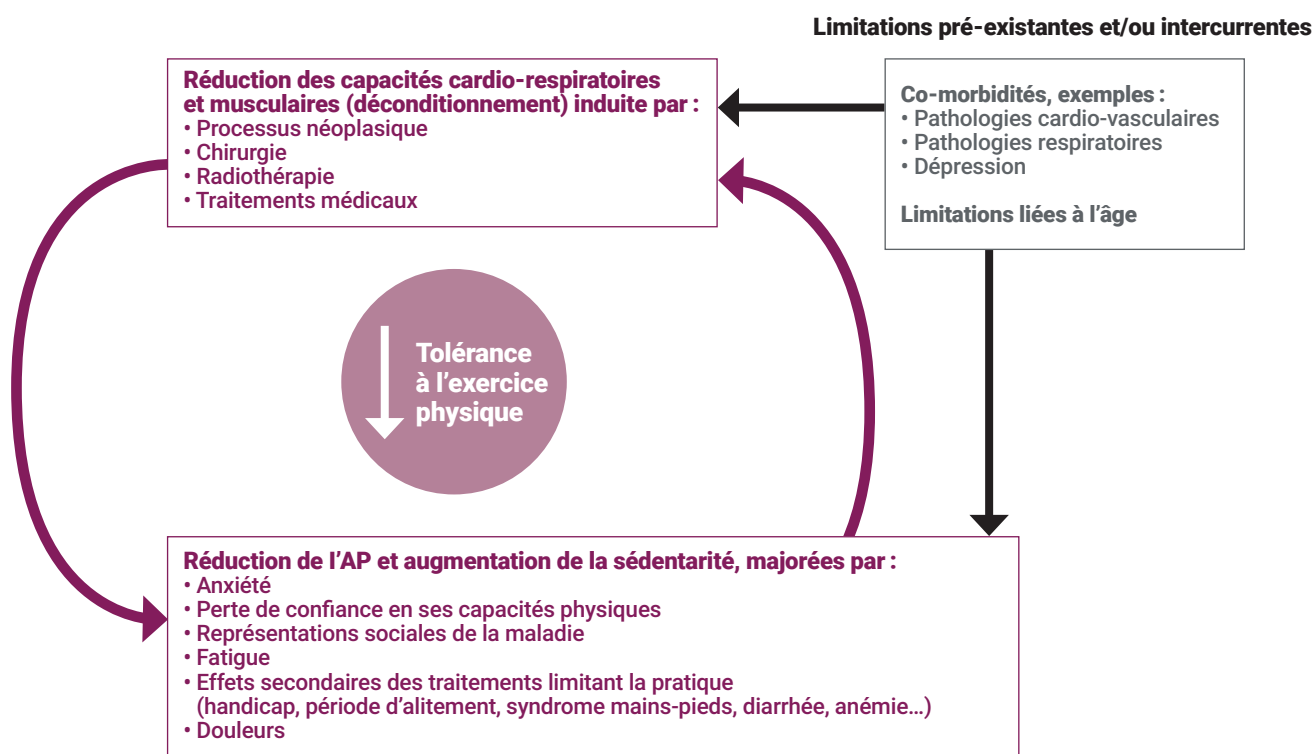 Limitations pré-existantes et/ou intercurrentes
Réduction des capacités cardio-respiratoires
et musculaires (déconditionnement) induite par :
• Processus néoplasique
• Chirurgie
• Radiothérapie
• Traitements médicaux
Co-morbidités, exemples :
• Pathologies cardio-vasculaires
• Pathologies respiratoires
• Dépression
Limitations liées à l’âge
Tolérance
à l’exercice
physique
Réduction de l’AP et augmentation de la sédentarité, majorées par :
• Anxiété
• Perte de confiance en ses capacités physiques
• Représentations sociales de la maladie
• Fatigue
• Effets secondaires des traitements limitant la pratique
(handicap, période d’alitement, syndrome mains-pieds, diarrhée, anémie…)
• Douleurs